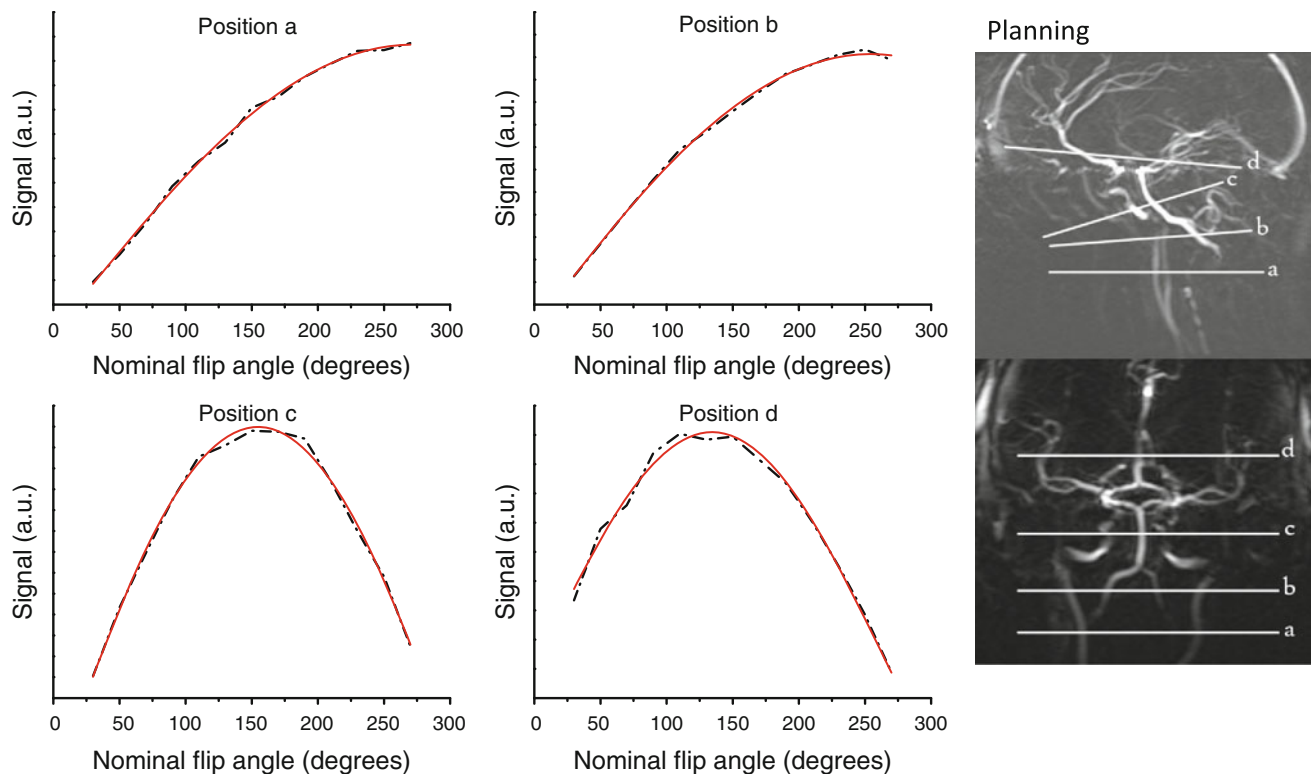 Position a
Signal (a.u.)
0 50 100 150 200 250 300
Nominal flip angle (degrees)
Position b
Signal (a.u.)
0 50 100 150 200 250 300
Nominal flip angle (degrees)
Planning
d
c
b
a
Position c
Signal (a.u.)
0 50 100 150 200 250 300
Nominal flip angle (degrees)
Position d
Signal (a.u.)
0 50 100 150 200 250 300
Nominal flip angle (degrees)
d
c
b
a